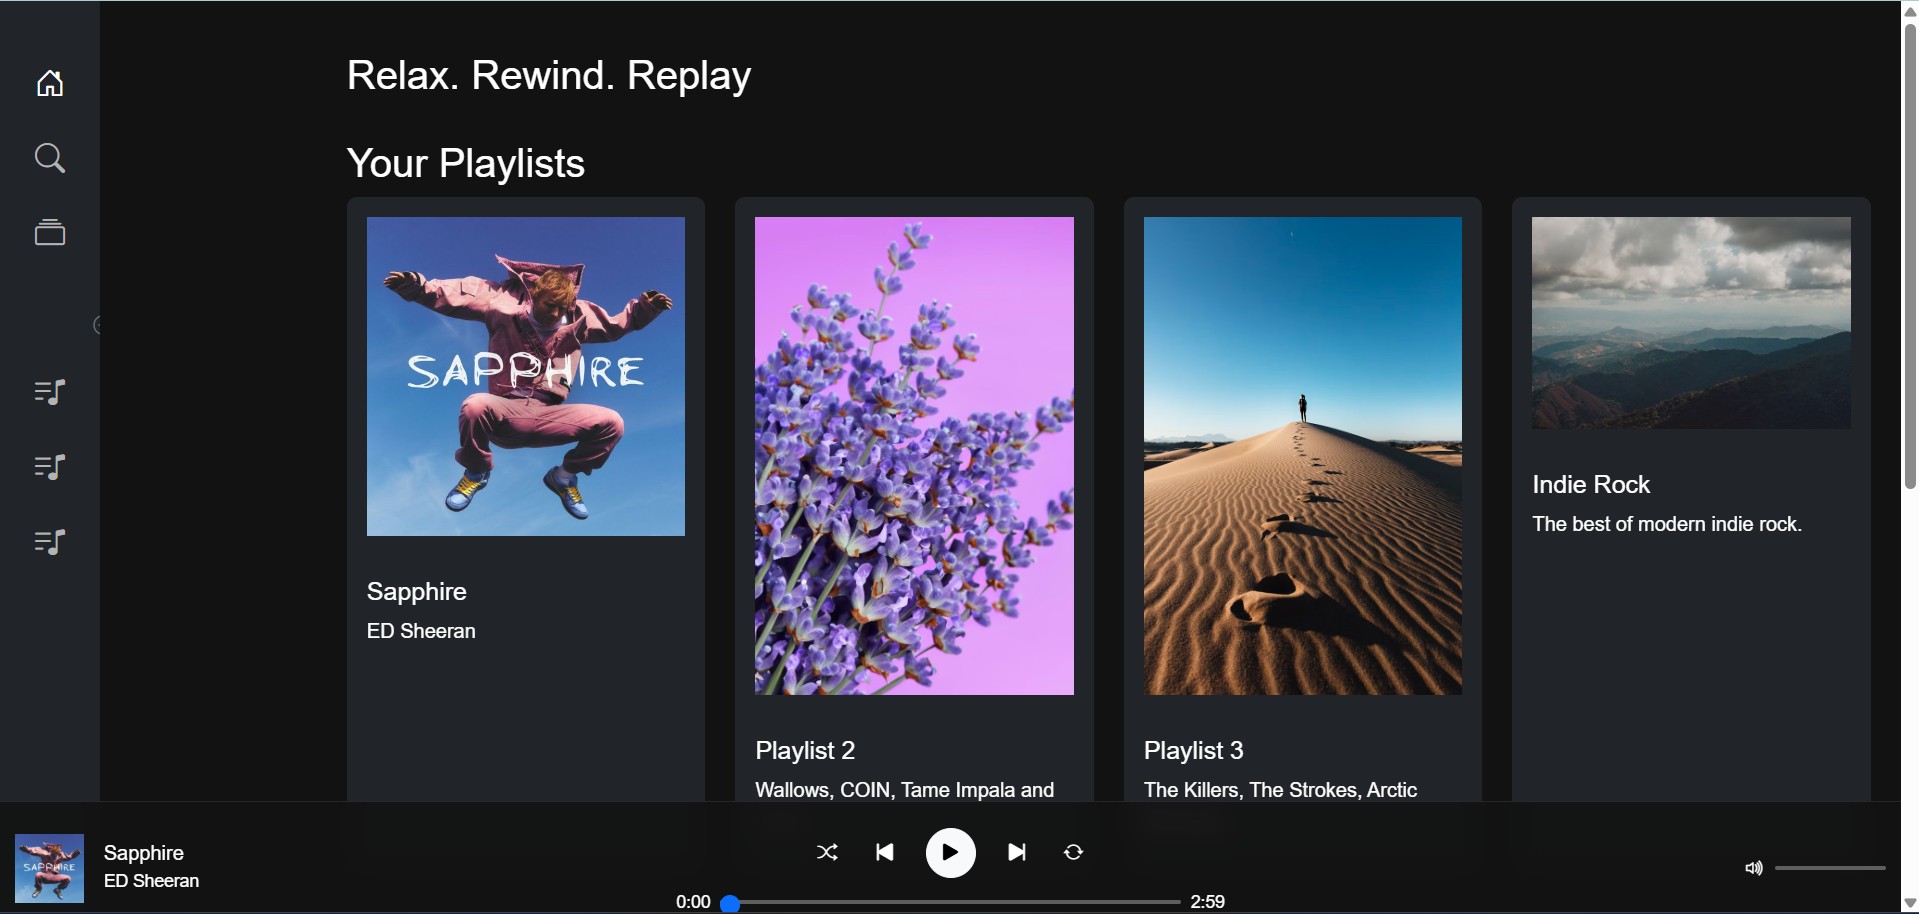 Relax. Rewind. Replay
Your Playlists
SAPPHIRE
Sapphire
ED Sheeran
Playlist 2
Wallows, COIN, Tame Impala and
Playlist 3
The Killers, The Strokes, Arctic
Indie Rock
The best of modern indie rock.
SAPPHIRE
Sapphire
ED Sheeran
0:00
2:59